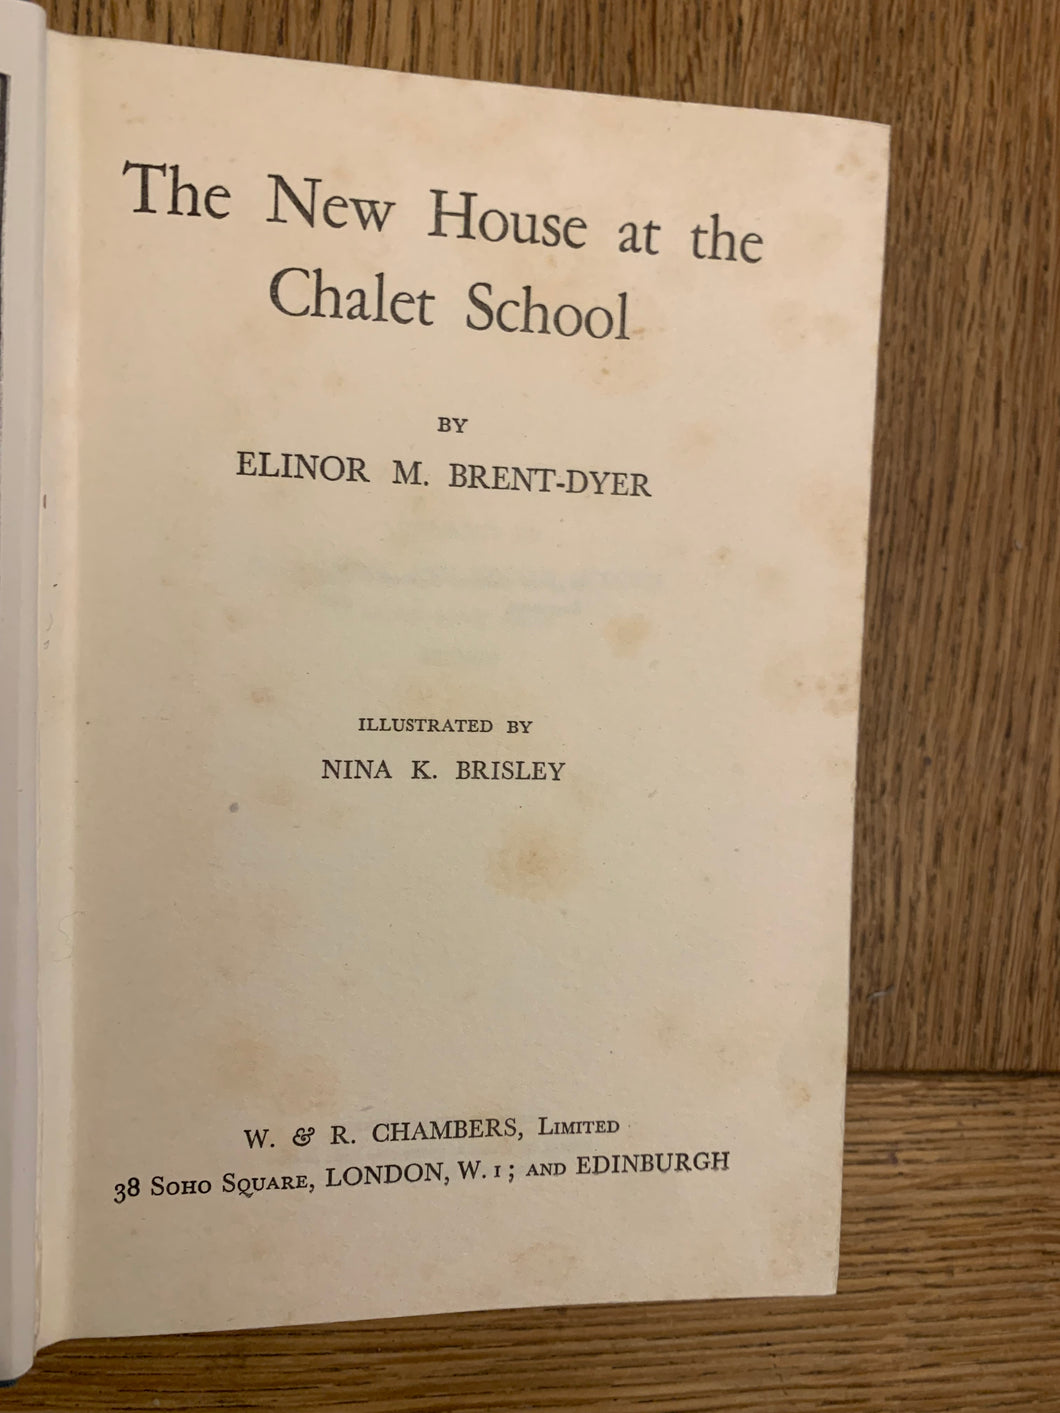 The New House at the
Chalet School
BY
ELINOR M. BRENT-DYER
ILLUSTRATED BY
NINA K. BRISLEY
W. & R. CHAMBERS, LIMITED
38 SOHO SQUARE, LONDON, W. 1; AND EDINBURGH